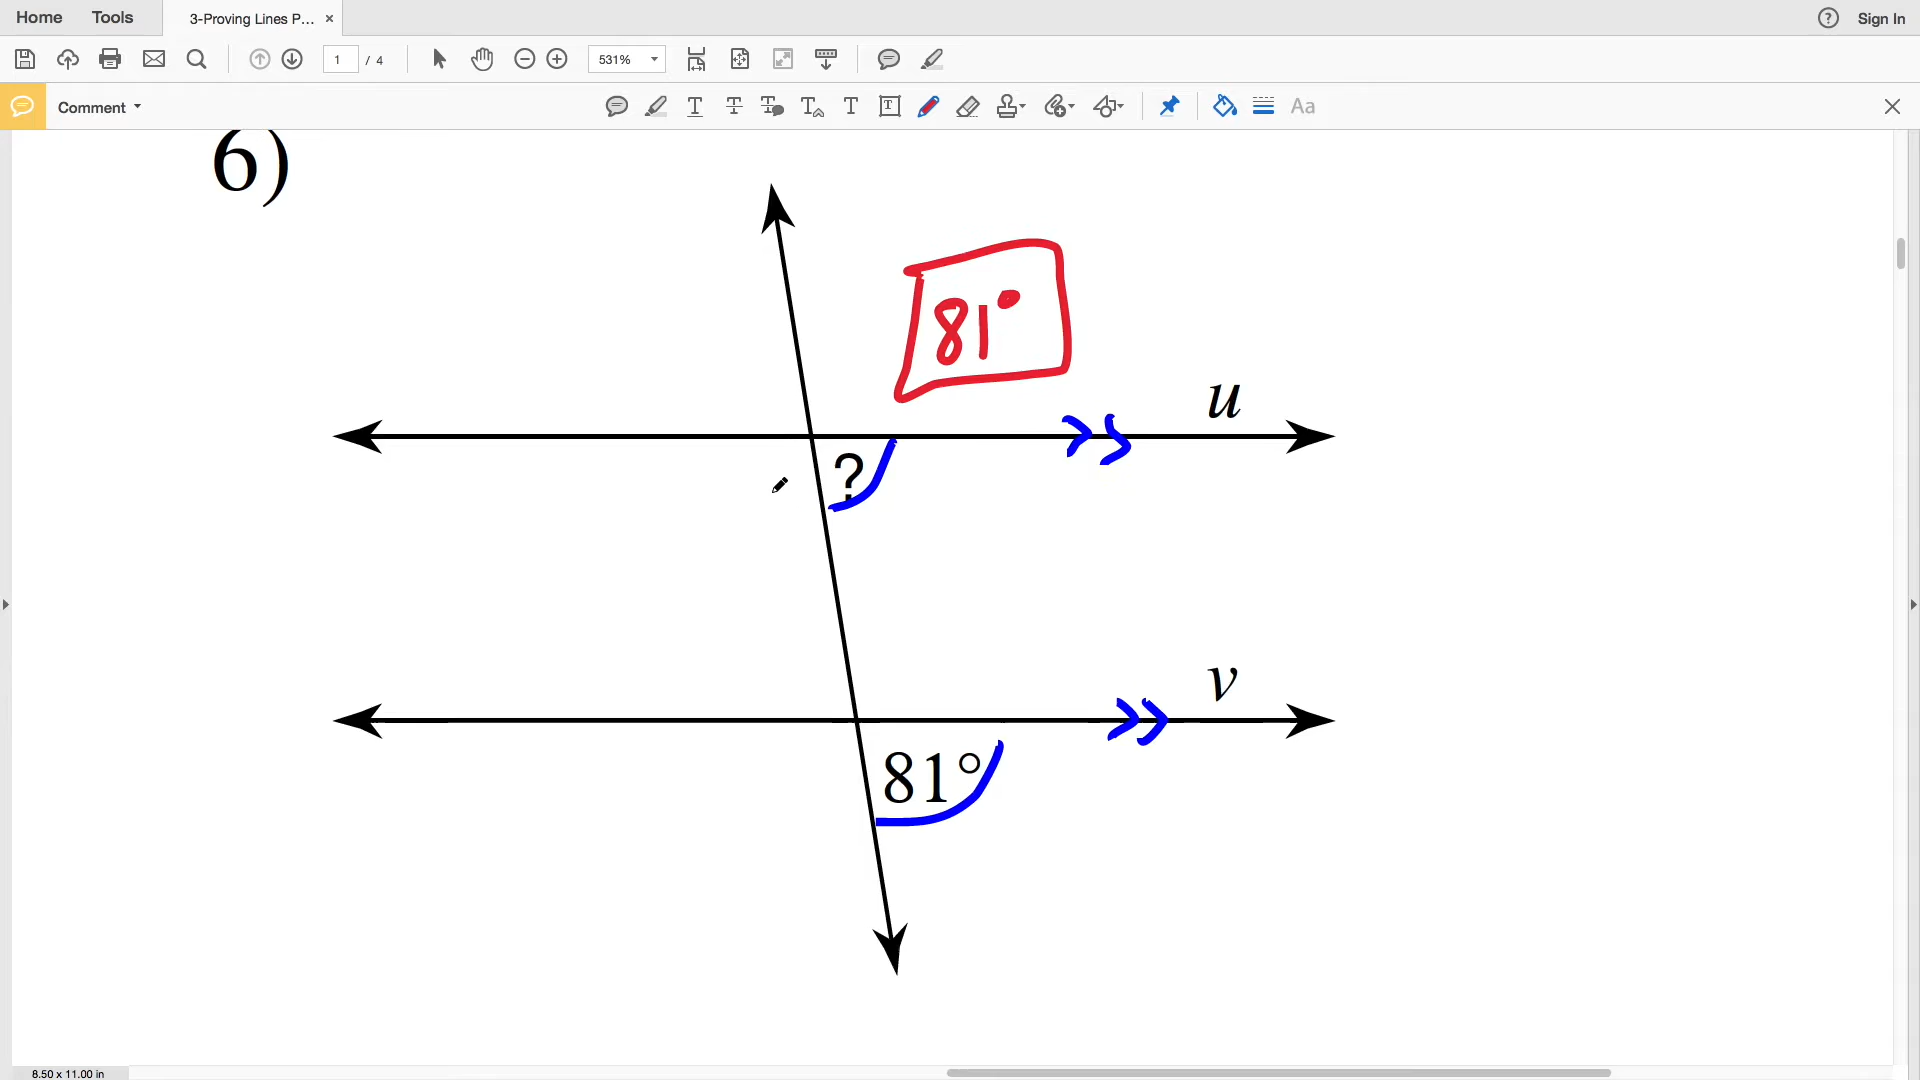 Home Tools 3-Proving Lines P... × ? Sign In
1 / 4 531%
Comment T T T T T T Aa
6)
81°
u
?
v
81°
8.50 x 11.00 in